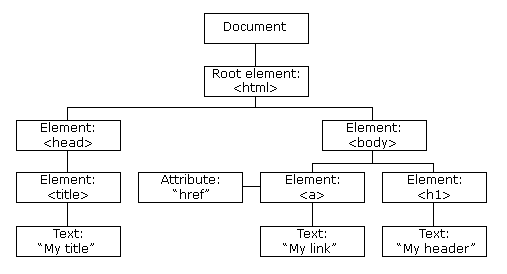 Document
Root element:
<html>
Element:
<head>
Element:
<body>
Element:
<title>
Attribute:
“href”
Element:
<a>
Element:
<h1>
Text:
“My title”
Text:
“My link”
Text:
“My header”